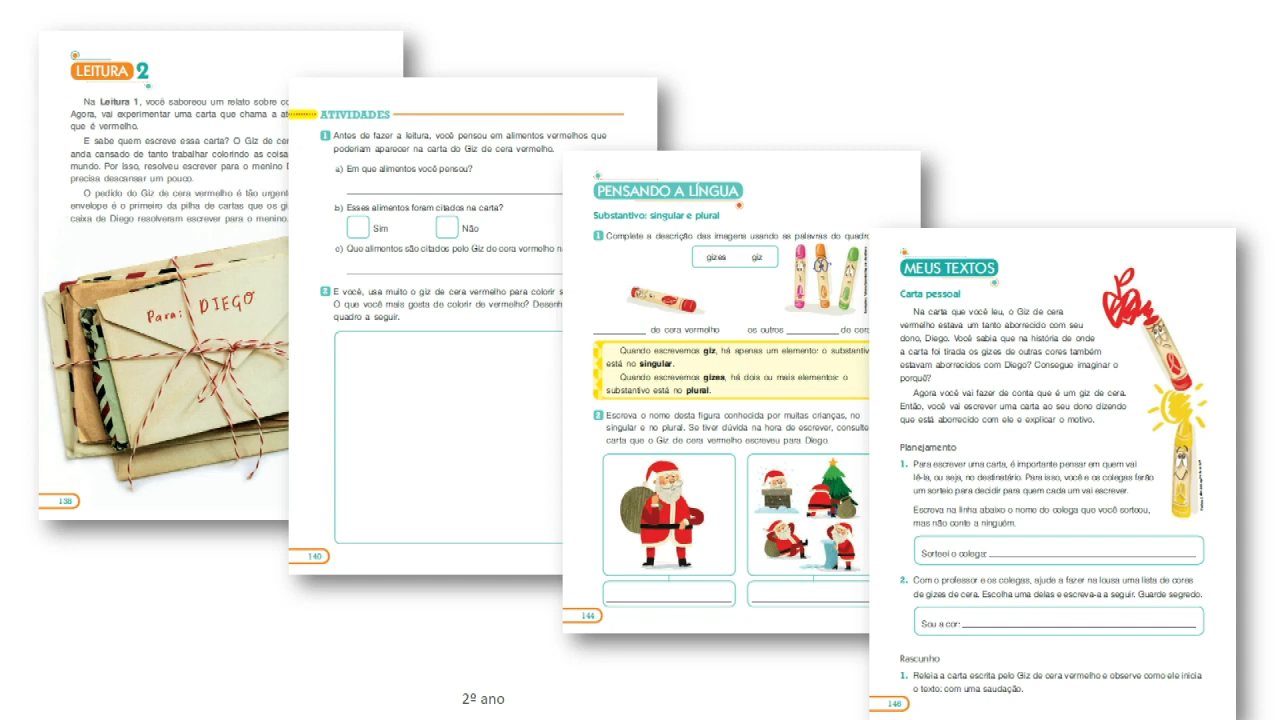 LEITURA 2
Na Leitura 1, você saboreou um relato sobre
Agora, vai experimentar uma carta que chama a
que é vermelho.
E sabe quem escreve essa carta? O Giz de
anda cansado de tanto trabalhar colorindo as
mundo. Por isso, resolveu escrever para o menino
precisa descansar um pouco.
O pedido do Giz de cera vermelho é tão
envelope é o primeiro da pilha de cartas que os
caixa de Diego resolveram escrever para o menino.
Para: DIEGO
138
ATIVIDADES
1 Antes de fazer a leitura, você pensou em alimentos vermelhos que
poderiam aparecer na carta do Giz de cera vermelho.
a) Em que alimentos você pensou?
b) Esses alimentos foram citados na carta?
Sim Não
c) Que alimentos são citados pelo Giz de cera vermelho
2 E você, usa muito o giz de cera vermelho para colorir
O que você mais gosta de colorir de vermelho?
quadro a seguir.
140
PENSANDO A LÍNGUA
Substantivo: singular e plural
1 Complete a descrição das imagens usando as palavras do
gizes giz
de cera vermelho os outros de
Quando escrevemos giz, há apenas um elemento: o
está no singular.
Quando escrevemos gizes, há dois ou mais elementos: o
substantivo está no plural.
2 Escreva o nome desta figura conhecida por muitas crianças, no
singular e no plural. Se tiver dúvida na hora de escrever, consulte
carta que o Giz de cera vermelho escreveu para Diego.
144
MEUS TEXTOS
Carta pessoal
Na carta que você leu, o Giz de cera
vermelho estava um tanto aborrecido com seu
dono, Diego. Você sabia que na história de onde
a carta foi tirada os gizes de outras cores também
estavam aborrecidos com Diego? Consegue imaginar o
porquê?
Agora você vai fazer de conta que é um giz de cera.
Então, você vai escrever uma carta ao seu dono dizendo
que está aborrecido com ele e explicar o motivo.
Planejamento
1. Para escrever uma carta, é importante pensar em quem vai
lê-la, ou seja, no destinatário. Para isso, você e os colegas farão
um sorteio para decidir para quem cada um vai escrever.
Escreva na linha abaixo o nome do colega que você sorteou,
mas não conte a ninguém.
Sorteei o colega:
2. Com o professor e os colegas, ajude a fazer na lousa uma lista de cores
de gizes de cera. Escolha uma delas e escreva-a a seguir. Guarde segredo.
Sou a cor:
Rascunho
1. Releia a carta escrita pelo Giz de cera vermelho e observe como ele inicia
o texto: com uma saudação.
146
2º ano